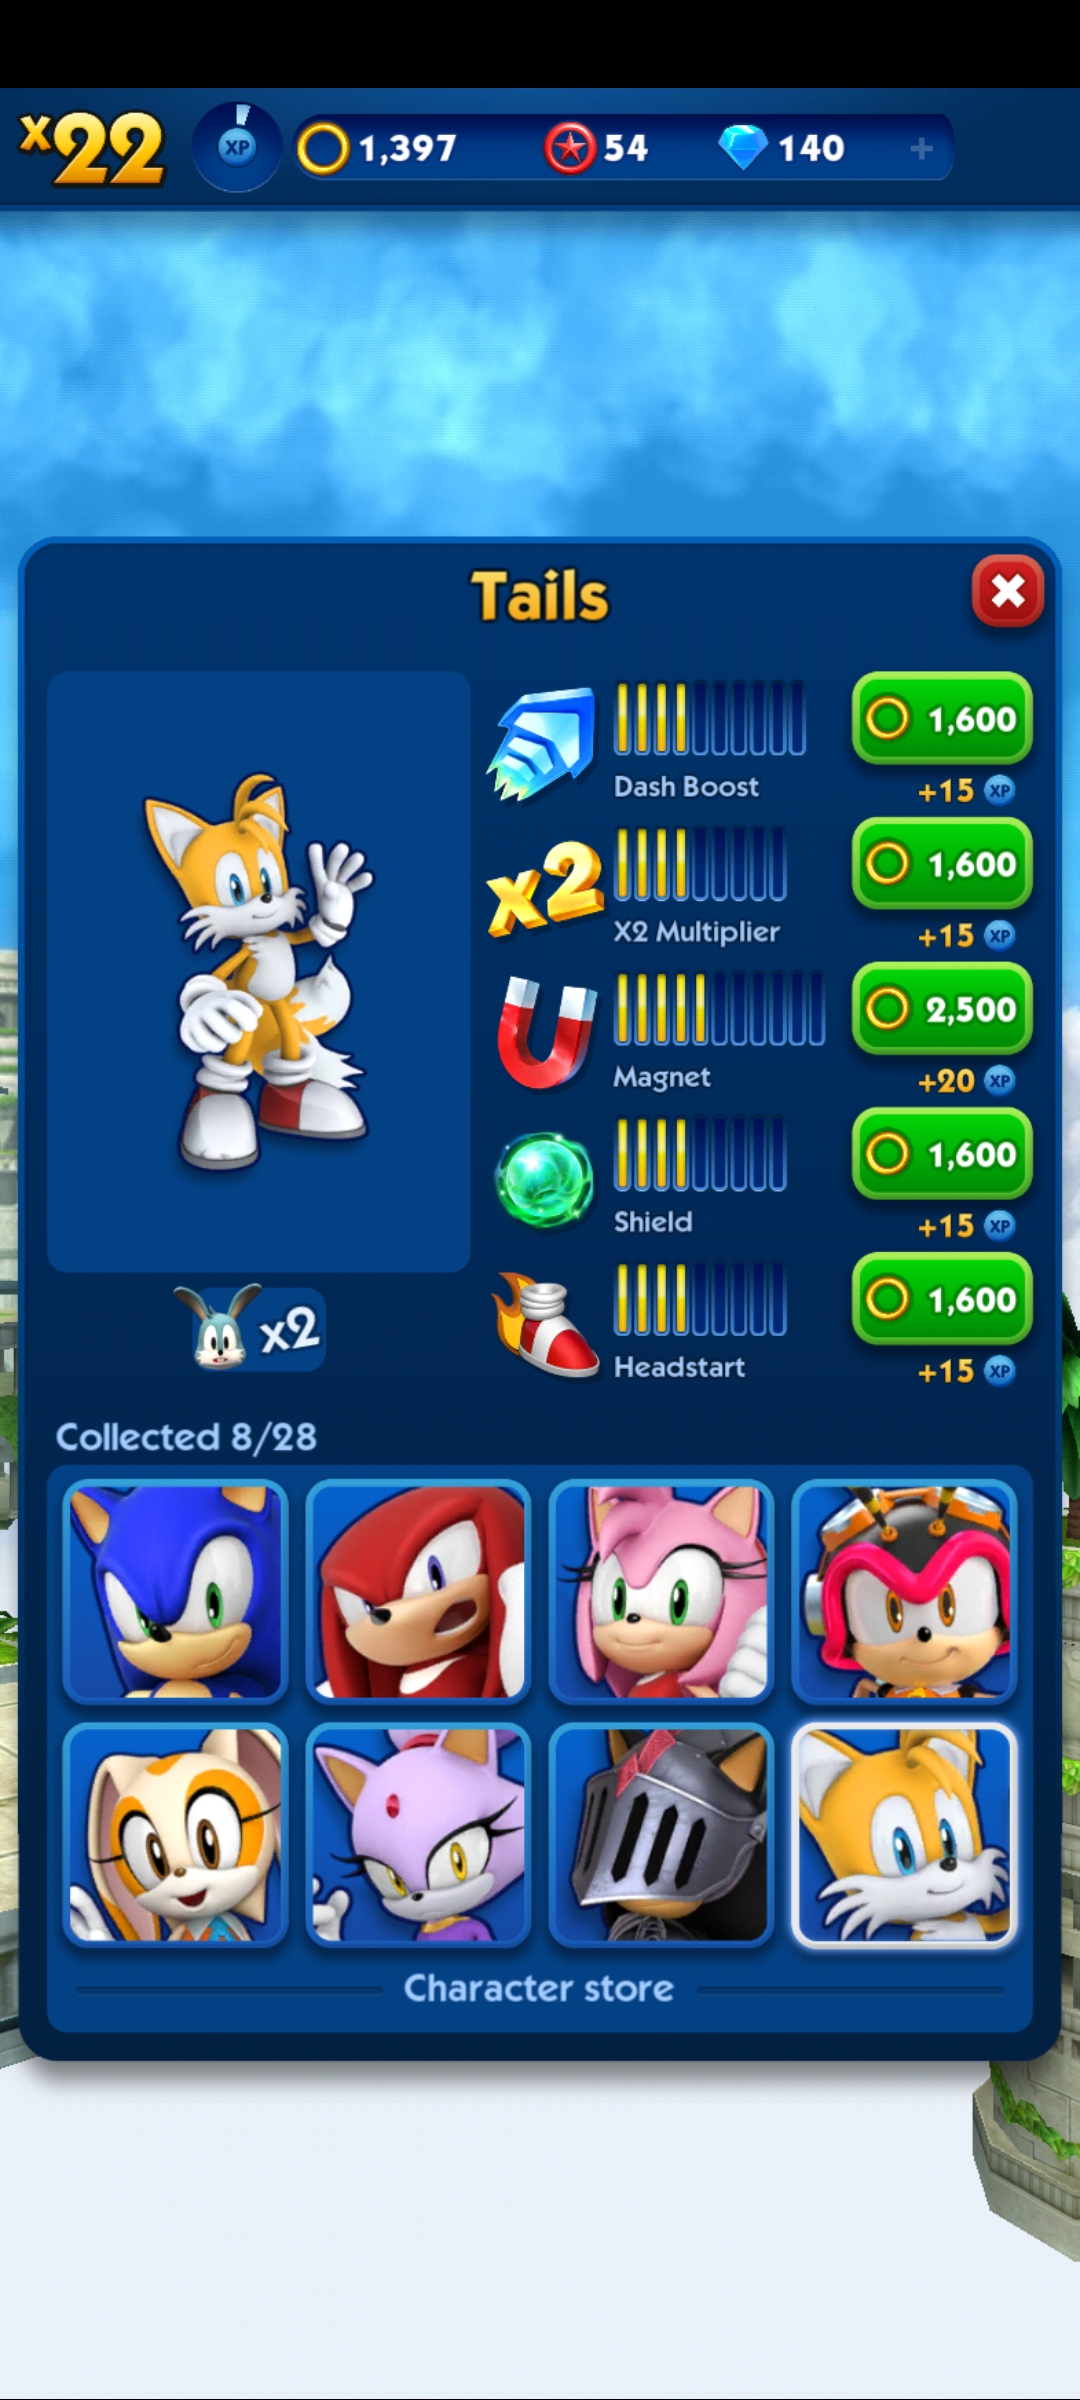 x22 XP 1,397 54 140 +
Tails
1,600
Dash Boost +15 XP
x2 1,600
X2 Multiplier +15 XP
2,500
Magnet +20 XP
1,600
Shield +15 XP
x2 1,600
Headstart +15 XP
Collected 8/28
Character store